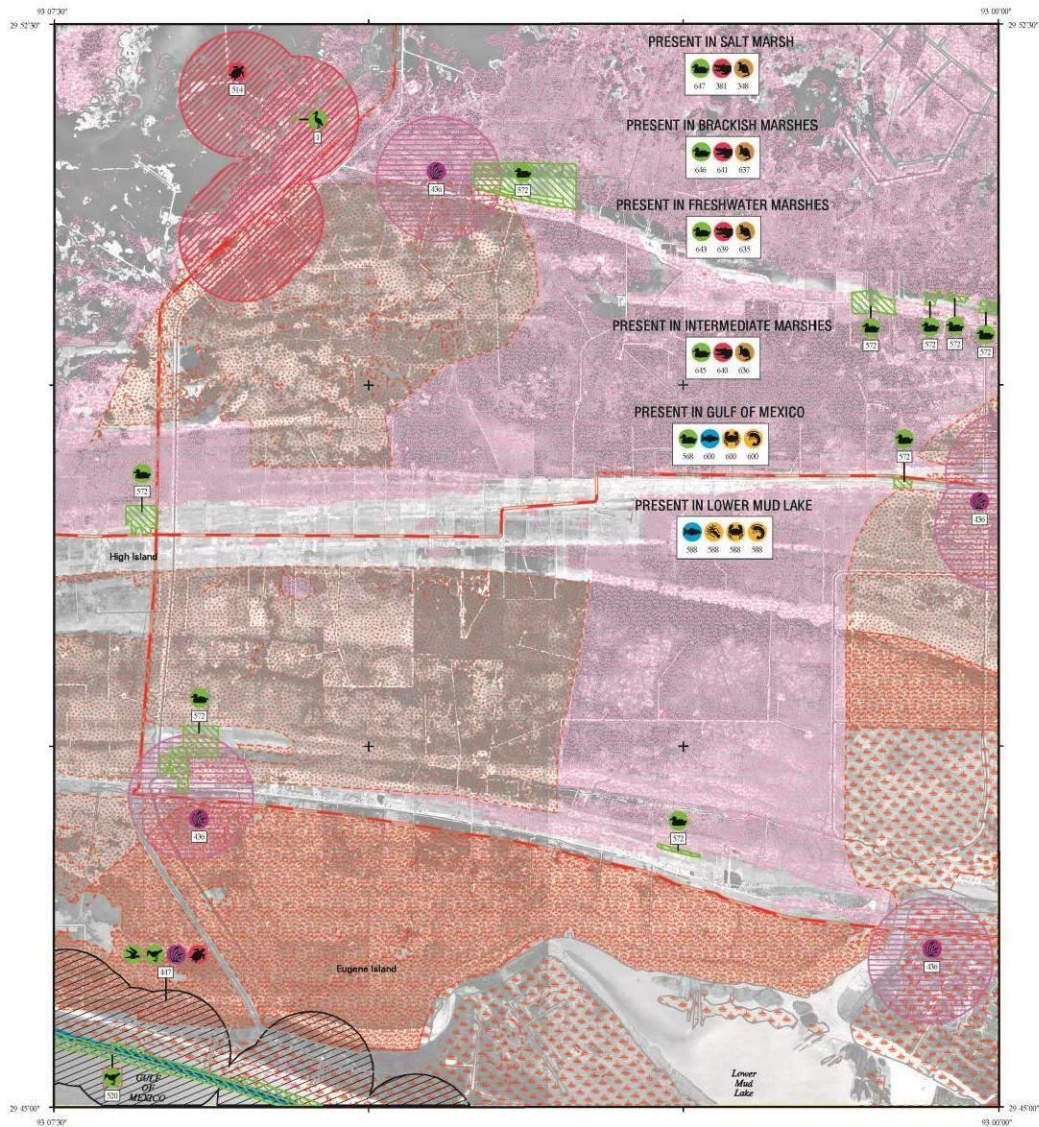 93 07'30"
93 00'00"
29 52'30"
29 52'30"
PRESENT IN SALT MARSH
647 381 348
514
1
PRESENT IN BRACKISH MARSHES
646 641 637
436
572
PRESENT IN FRESHWATER MARSHES
643 639 635
PRESENT IN INTERMEDIATE MARSHES
645 640 636
572
572
572
572
PRESENT IN GULF OF MEXICO
568 600 600 600
572
572
PRESENT IN LOWER MUD LAKE
588 588 588 588
436
High Island
572
436
572
436
447
Eugene Island
520
GULF
OF
MEXICO
Lower
Mud
Lake
29 45'00"
29 45'00"
93 07'30"
93 00'00"